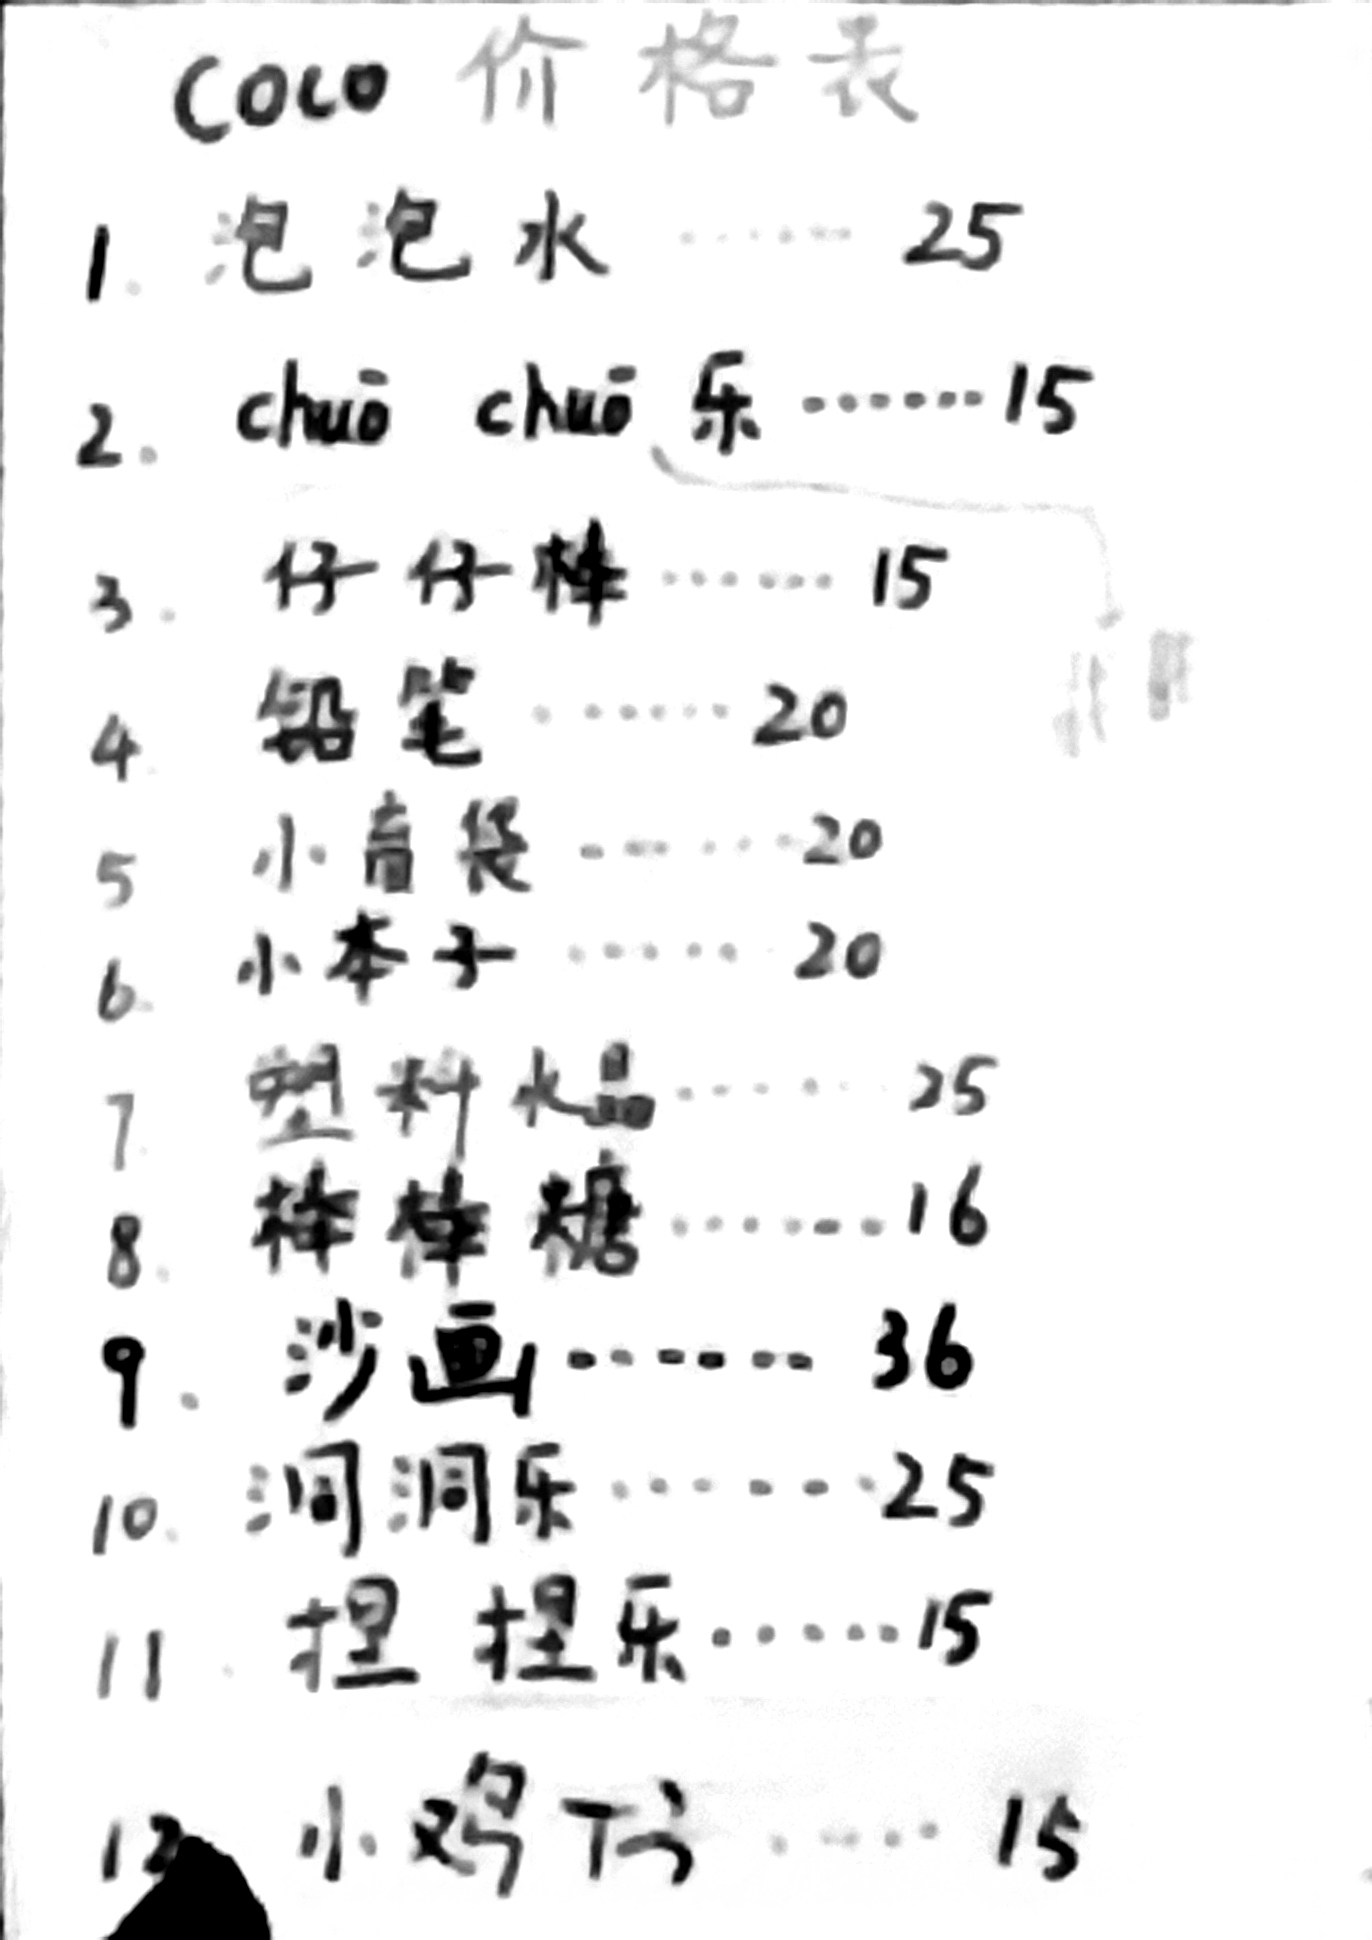 COCO 价格表
1. 泡泡水 ...... 25
2. chuō chuō 乐 ...... 15
3. 仔仔棒 ...... 15
4. 铅笔 ...... 20
5 小音袋 ...... 20
6. 小本子 ...... 20
7. 塑料水晶 ...... 25
8. 棒棒糖 ...... 16
9. 沙画 ...... 36
10. 洞洞乐 ...... 25
11. 捏捏乐 ...... 15
12 小鸡下 ...... 15